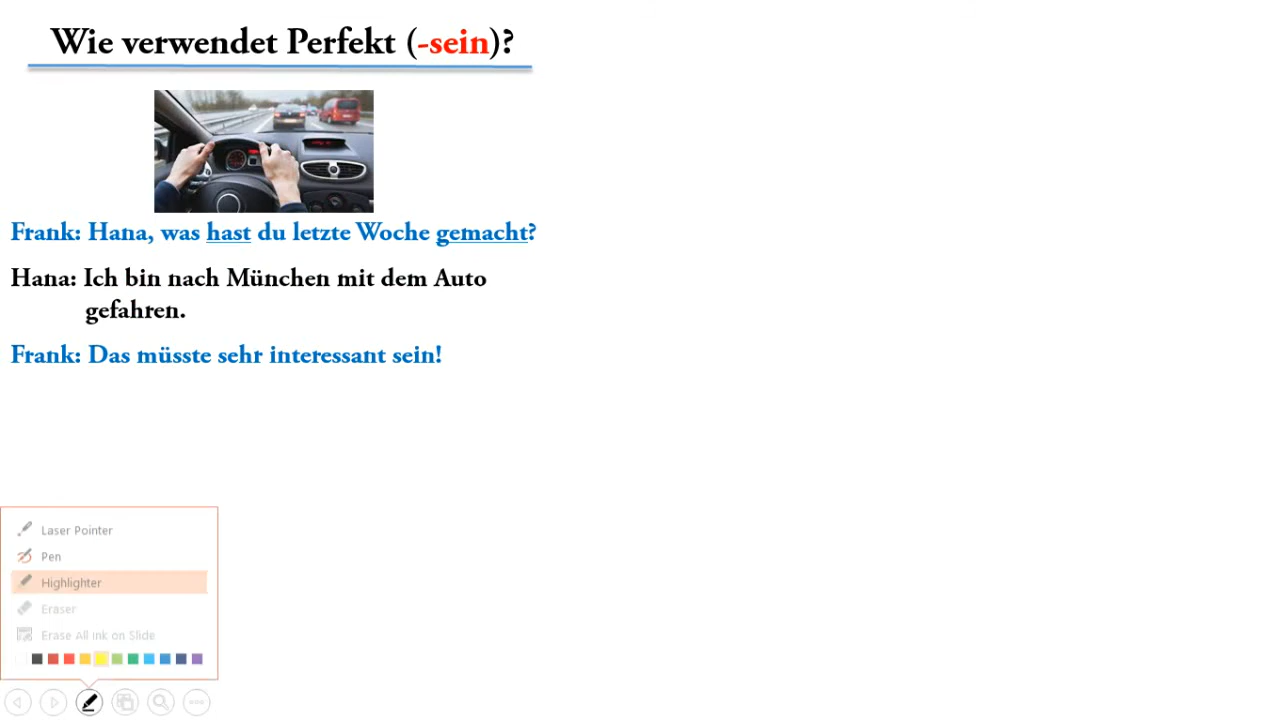 Wie verwendet Perfekt (-sein)?
Frank: Hana, was hast du letzte Woche gemacht?
Hana: Ich bin nach München mit dem Auto
gefahren.
Frank: Das müsste sehr interessant sein!
Laser Pointer
Pen
Highlighter
Eraser
Erase All Ink on Slide